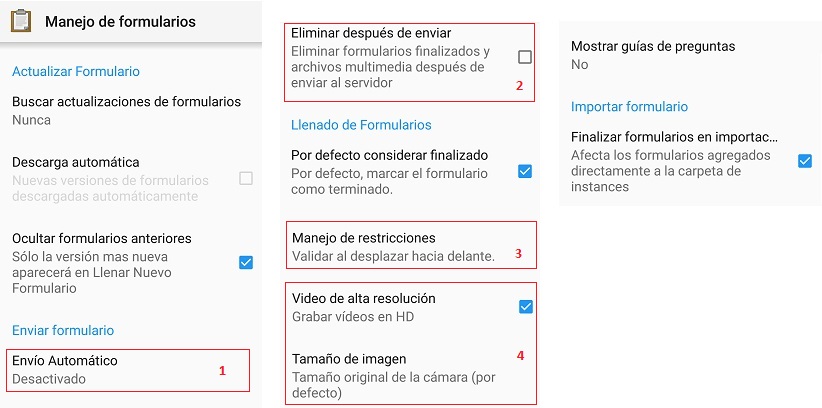 Manejo de formularios
Actualizar Formulario
Buscar actualizaciones de formularios
Nunca
Descarga automática
Nuevas versiones de formularios
descargadas automáticamente
Ocultar formularios anteriores
Sólo la versión mas nueva
aparecerá en Llenar Nuevo
Formulario
Enviar formulario
Envío Automático
Desactivado
1
Eliminar después de enviar
Eliminar formularios finalizados y
archivos multimedia después de
enviar al servidor
2
Llenado de Formularios
Por defecto considerar finalizado
Por defecto, marcar el formulario
como terminado.
Manejo de restricciones
Validar al desplazar hacia delante.
3
Video de alta resolución
Grabar vídeos en HD
4
Tamaño de imagen
Tamaño original de la cámara (por
defecto)
Mostrar guías de preguntas
No
Importar formulario
Finalizar formularios en importac...
Afecta los formularios agregados
directamente a la carpeta de
instances